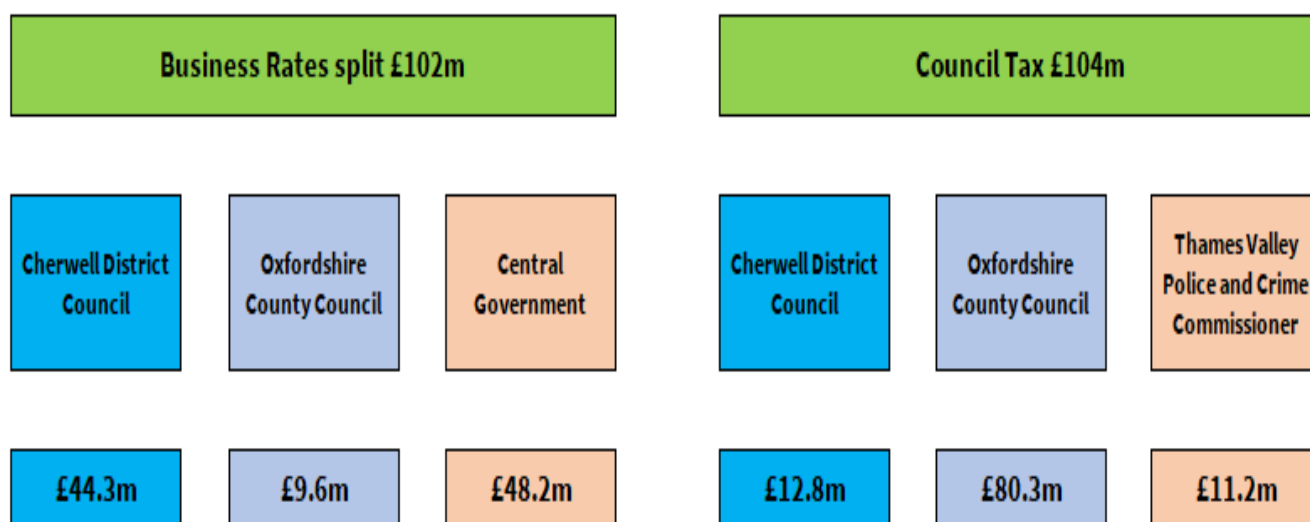 Business Rates split £102m
Council Tax £104m
Cherwell District
Council
Oxfordshire
County Council
Central
Government
Cherwell District
Council
Oxfordshire
County Council
Thames Valley
Police and Crime
Commissioner
£44.3m
£9.6m
£48.2m
£12.8m
£80.3m
£11.2m